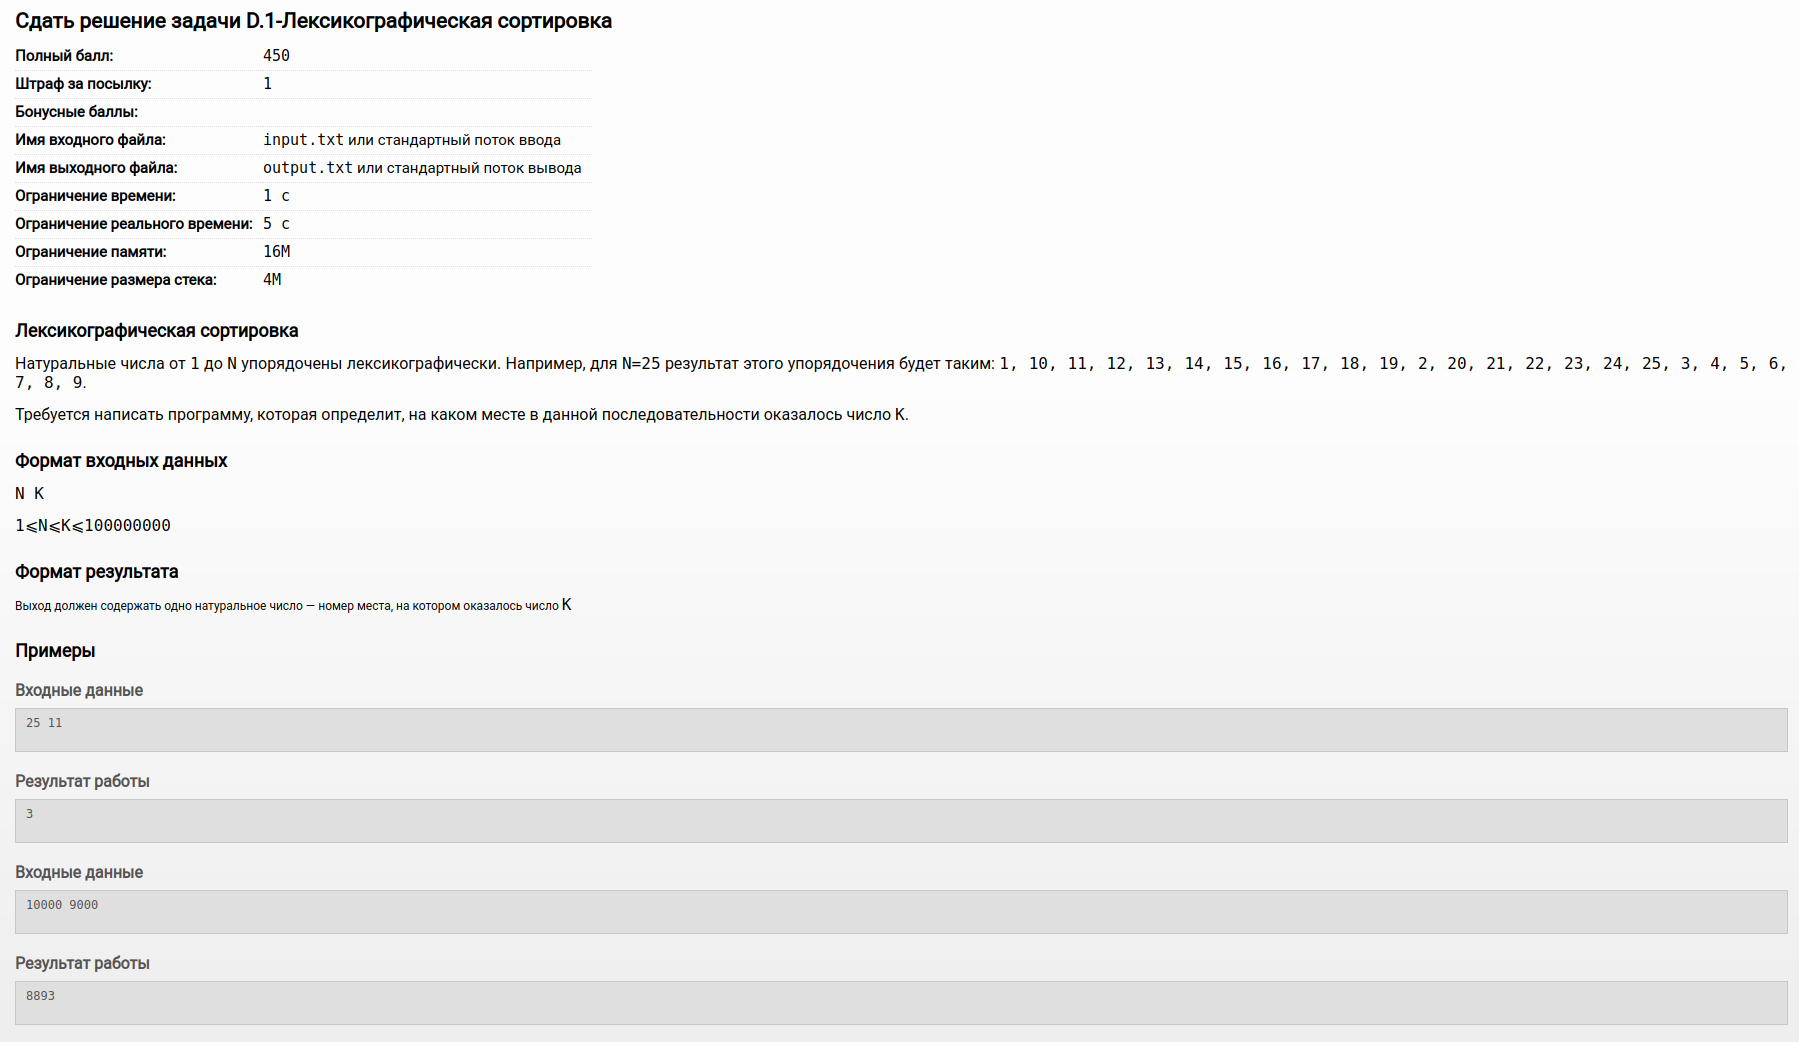 Сдать решение задачи D.1-Лексикографическая сортировка
Полный балл: 450
Штраф за посылку: 1
Бонусные баллы:
Имя входного файла: input.txt или стандартный поток ввода
Имя выходного файла: output.txt или стандартный поток вывода
Ограничение времени: 1 с
Ограничение реального времени: 5 с
Ограничение памяти: 16M
Ограничение размера стека: 4M
Лексикографическая сортировка
Натуральные числа от 1 до N упорядочены лексикографически. Например, для N=25 результат этого упорядочения будет таким: 1, 10, 11, 12, 13, 14, 15, 16, 17, 18, 19, 2, 20, 21, 22, 23, 24, 25, 3, 4, 5, 6,
7, 8, 9.
Требуется написать программу, которая определит, на каком месте в данной последовательности оказалось число K.
Формат входных данных
N K
1⩽N⩽K⩽100000000
Формат результата
Выход должен содержать одно натуральное число — номер места, на котором оказалось число K
Примеры
Входные данные
25 11
Результат работы
3
Входные данные
10000 9000
Результат работы
8893